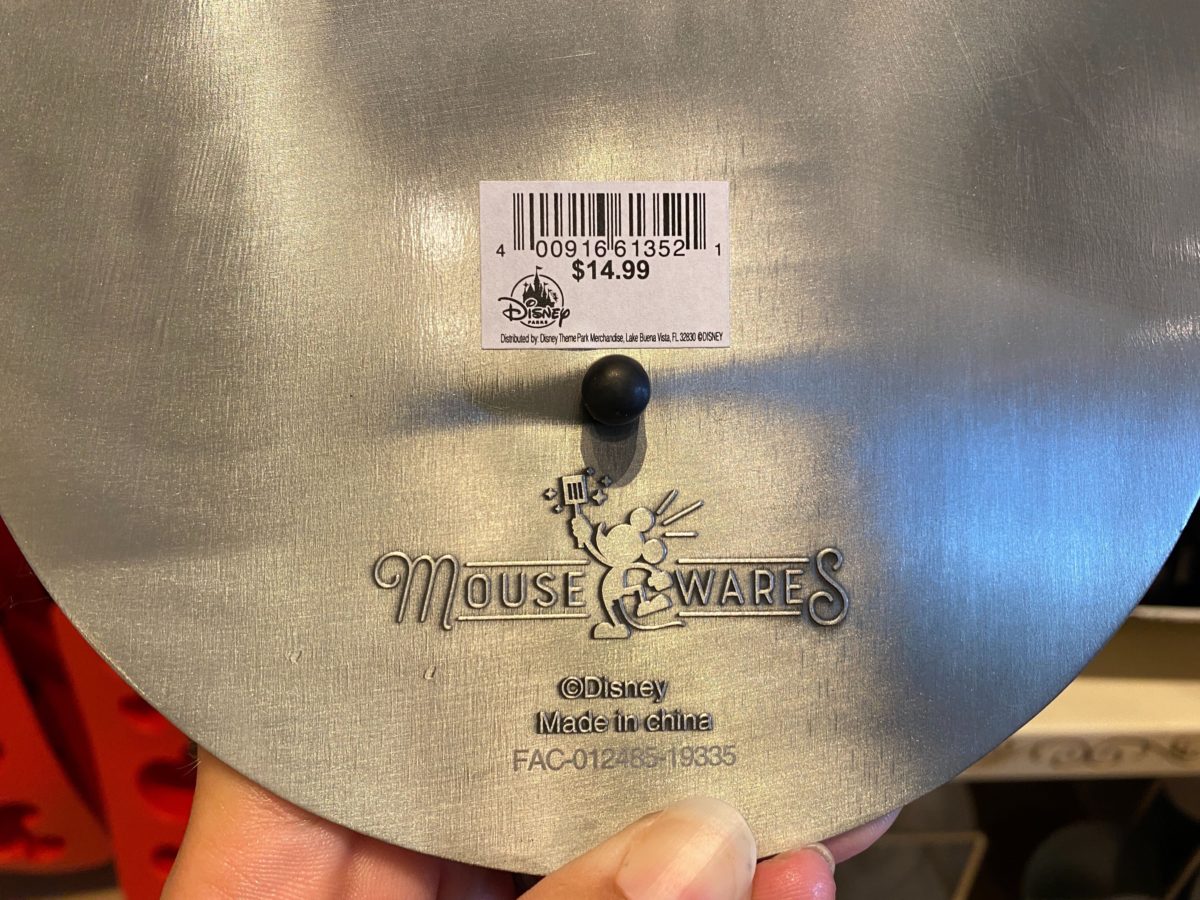 4 00916 61352 1
$14.99
Disney
PARKS
Distributed by: Disney Theme Park Merchandise, Lake Buena Vista, FL 32830 ©DISNEY
MOUSE WARES
©Disney
Made in china
FAC-012485-19335